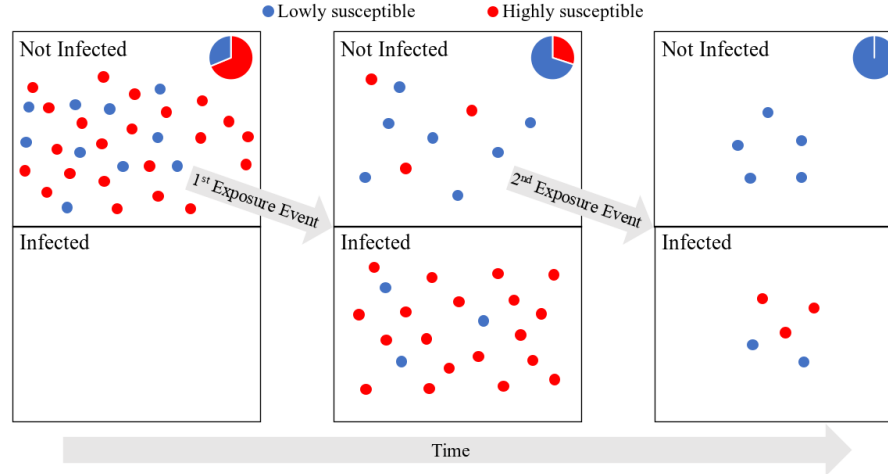 Lowly susceptible
Highly susceptible
Not Infected
Not Infected
Not Infected
1st Exposure Event
2nd Exposure Event
Infected
Infected
Infected
Time